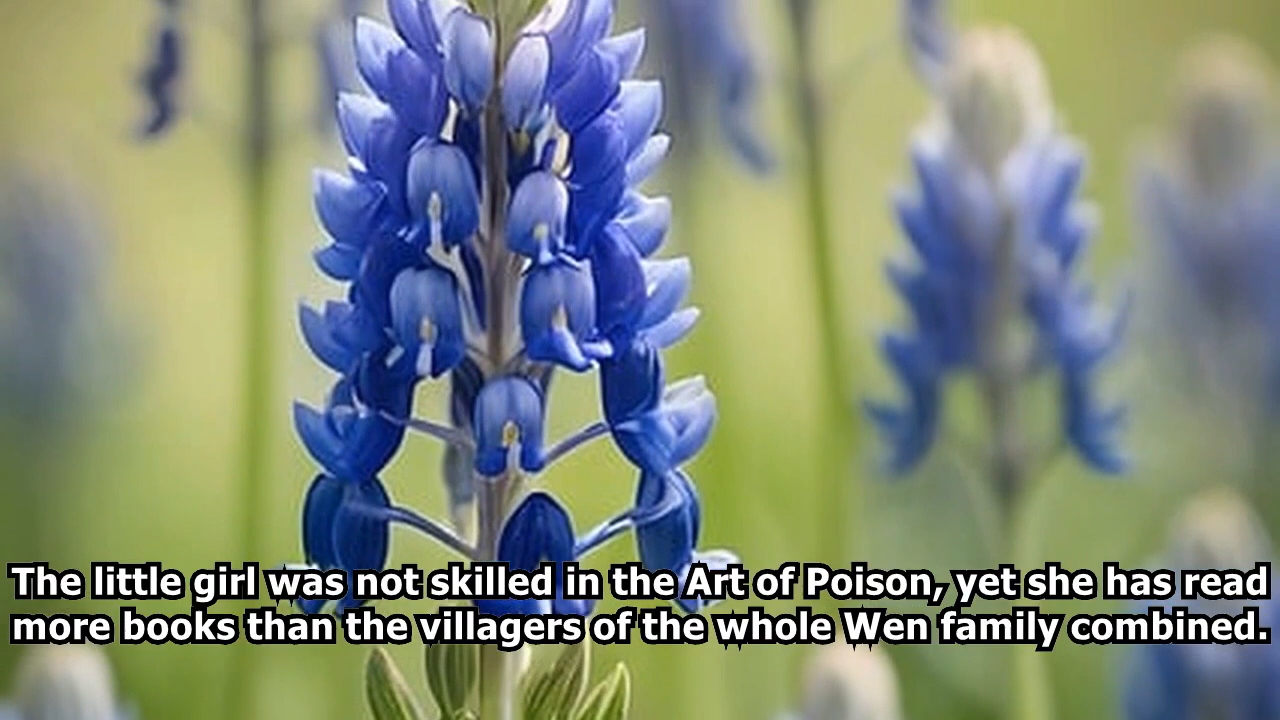 The little girl was not skilled in the Art of Poison, yet she has read
more books than the villagers of the whole Wen family combined.